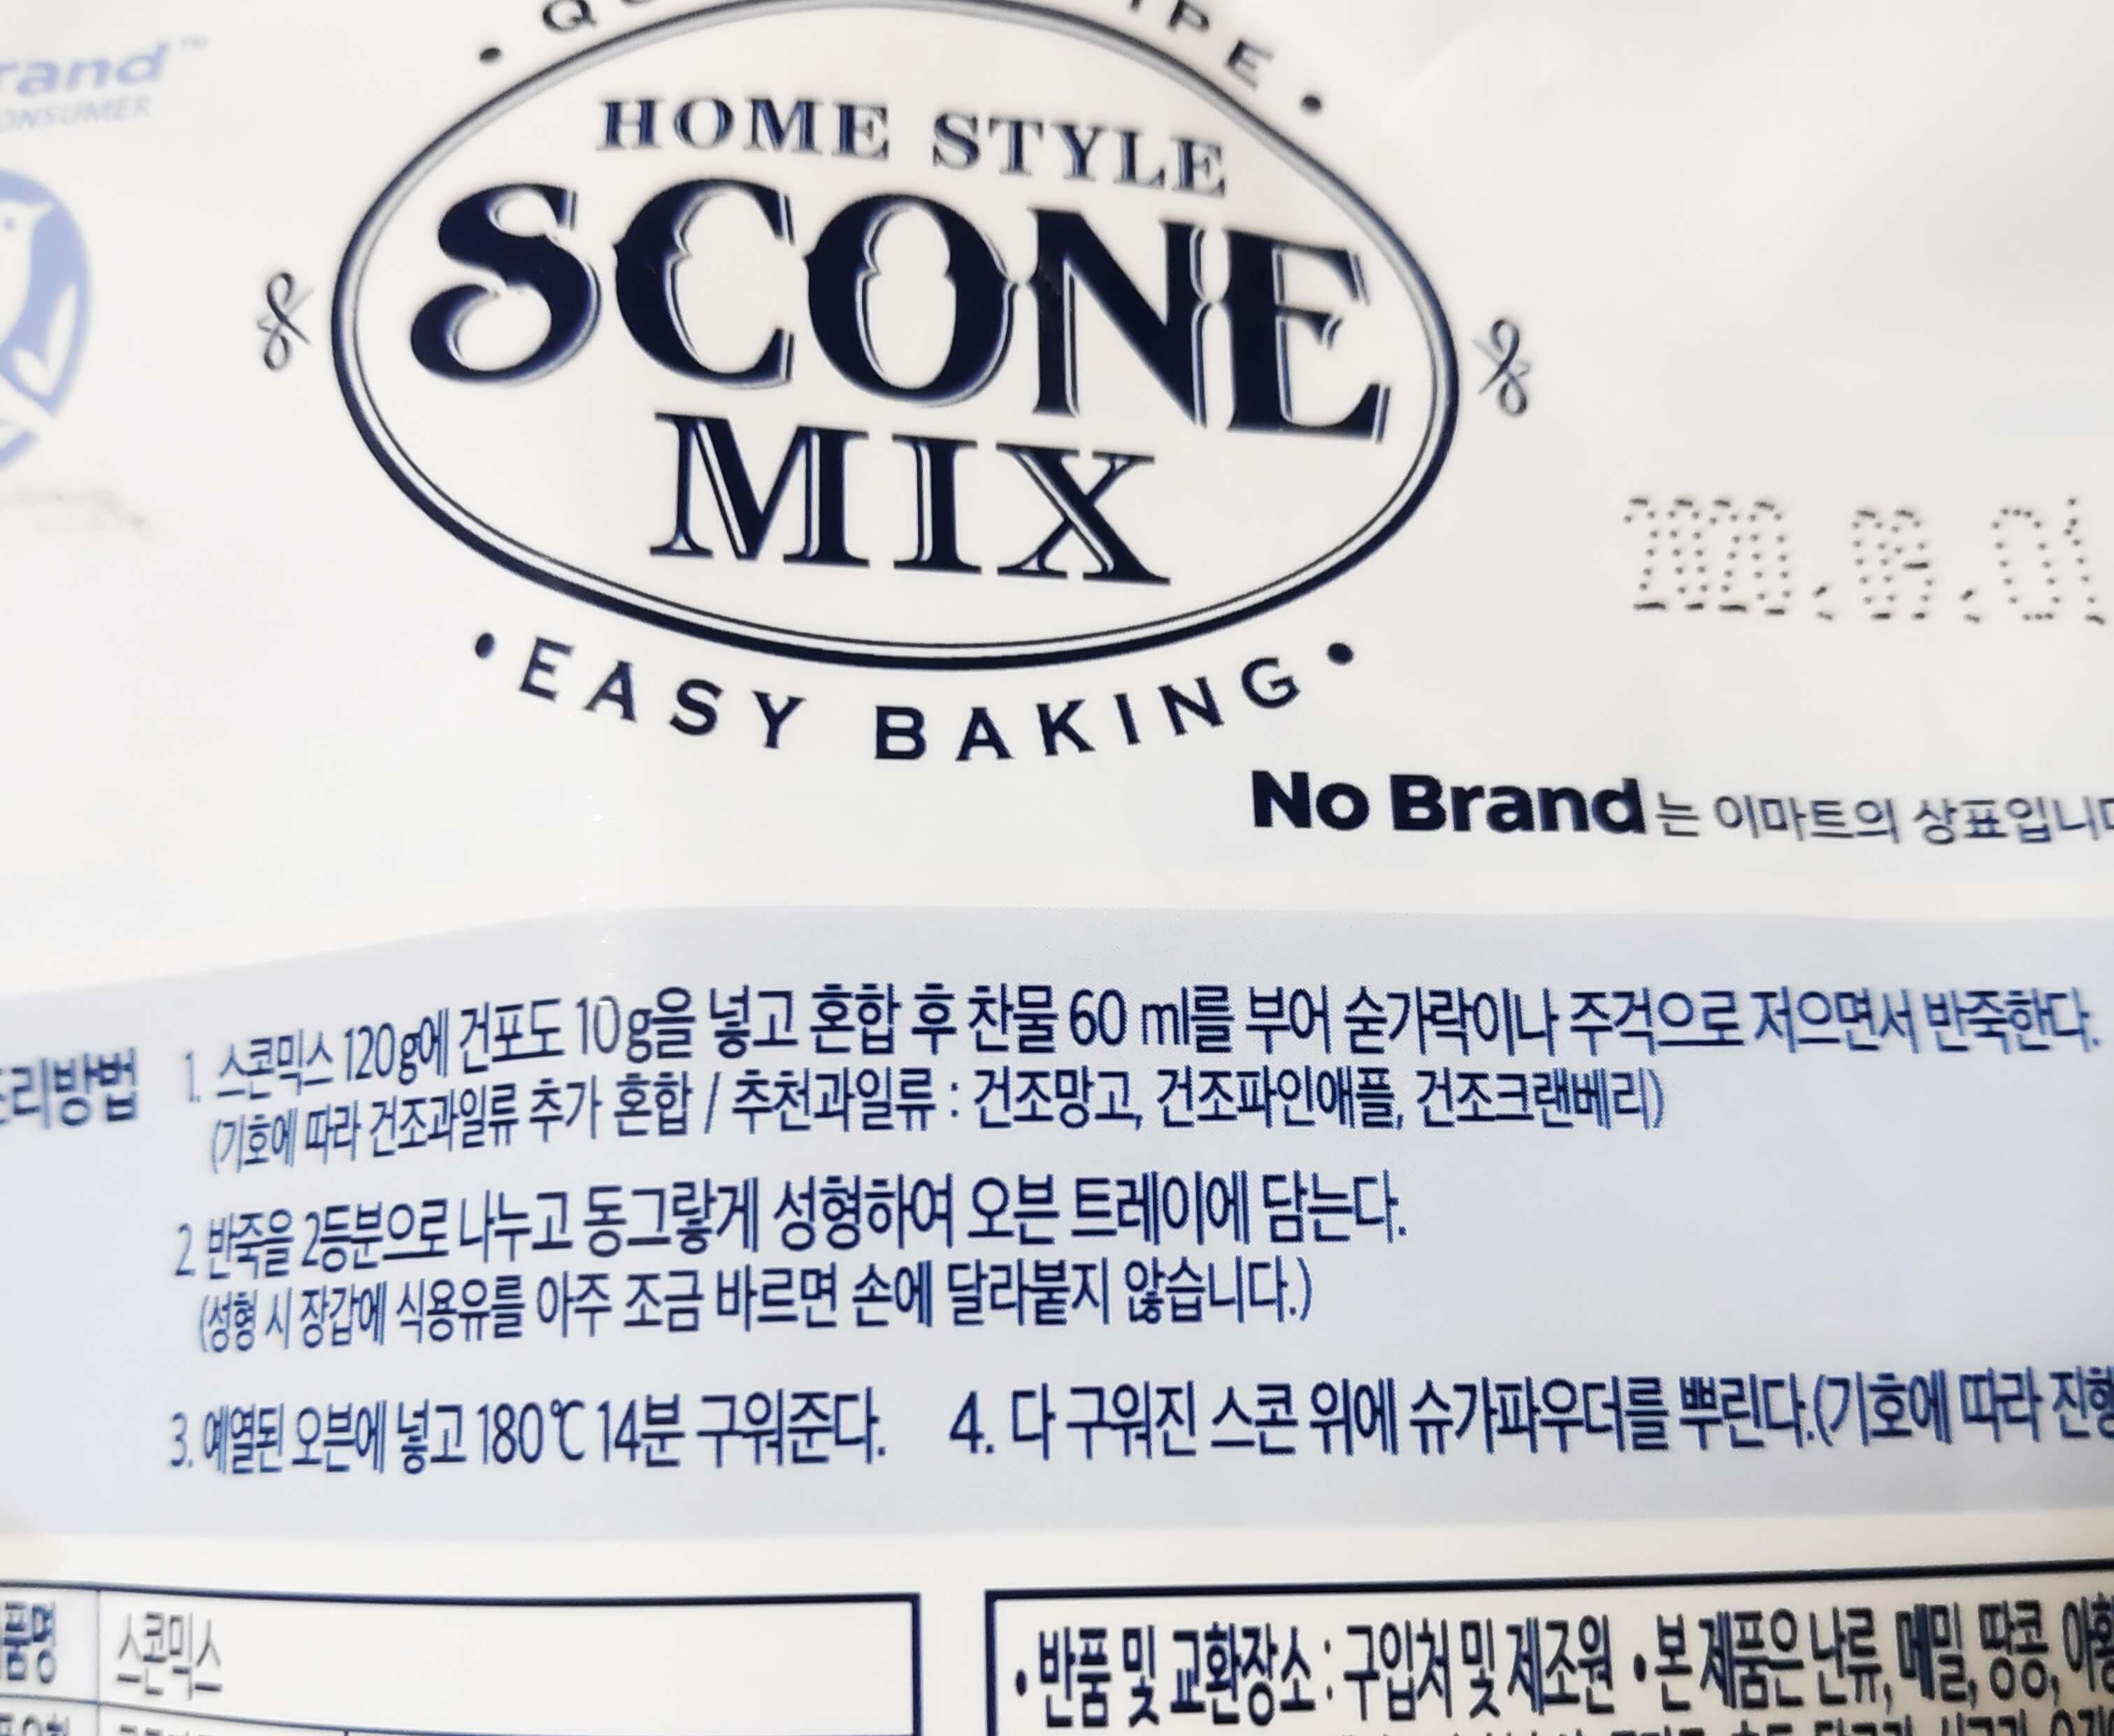 HOME STYLE
SCONE
MIX
• EASY BAKING •
No Brand는 이마트의 상표입니다
조리방법
1. 스콘믹스 120g에 건포도 10g을 넣고 혼합 후 찬물 60 ml를 부어 숟가락이나 주걱으로 저으면서 반죽한다.
(기호에 따라 건조과일류 추가 혼합 / 추천과일류 : 건조망고, 건조파인애플, 건조크랜베리)
2. 반죽을 2등분으로 나누고 동그랗게 성형하여 오븐 트레이에 담는다.
(성형 시 장갑에 식용유를 아주 조금 바르면 손에 달라붙지 않습니다.)
3. 예열된 오븐에 넣고 180℃ 14분 구워준다. 4. 다 구워진 스콘 위에 슈가파우더를 뿌린다.(기호에 따라 진행
품명 스콘믹스
• 반품 및 교환장소 : 구입처 및 제조원 • 본 제품은 난류, 메밀, 땅콩,